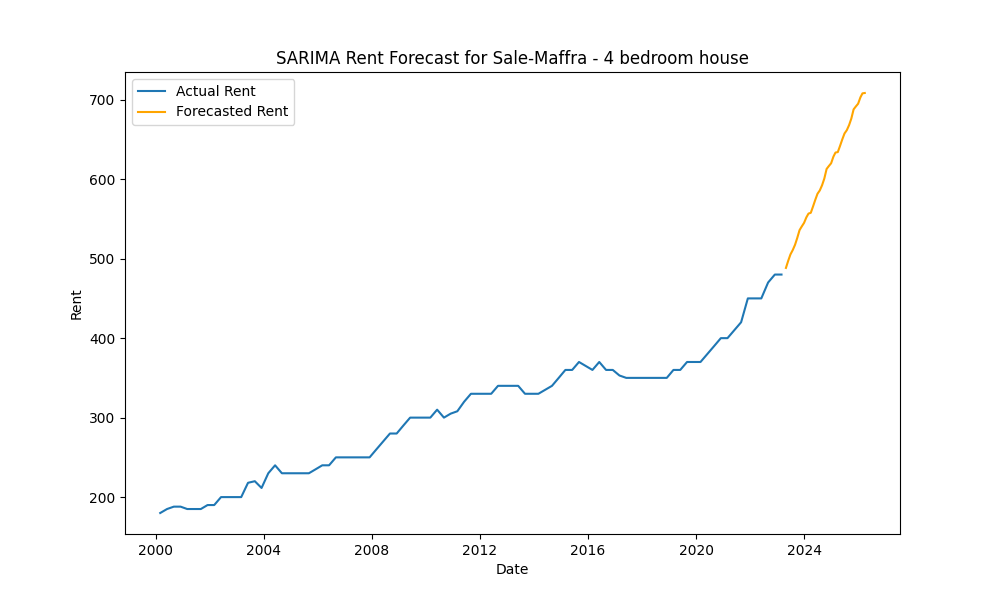 SARIMA Rent Forecast for Sale-Maffra - 4 bedroom house
Actual Rent
Forecasted Rent
700
600
500
400
300
200
Rent
2000
2004
2008
2012
2016
2020
2024
Date